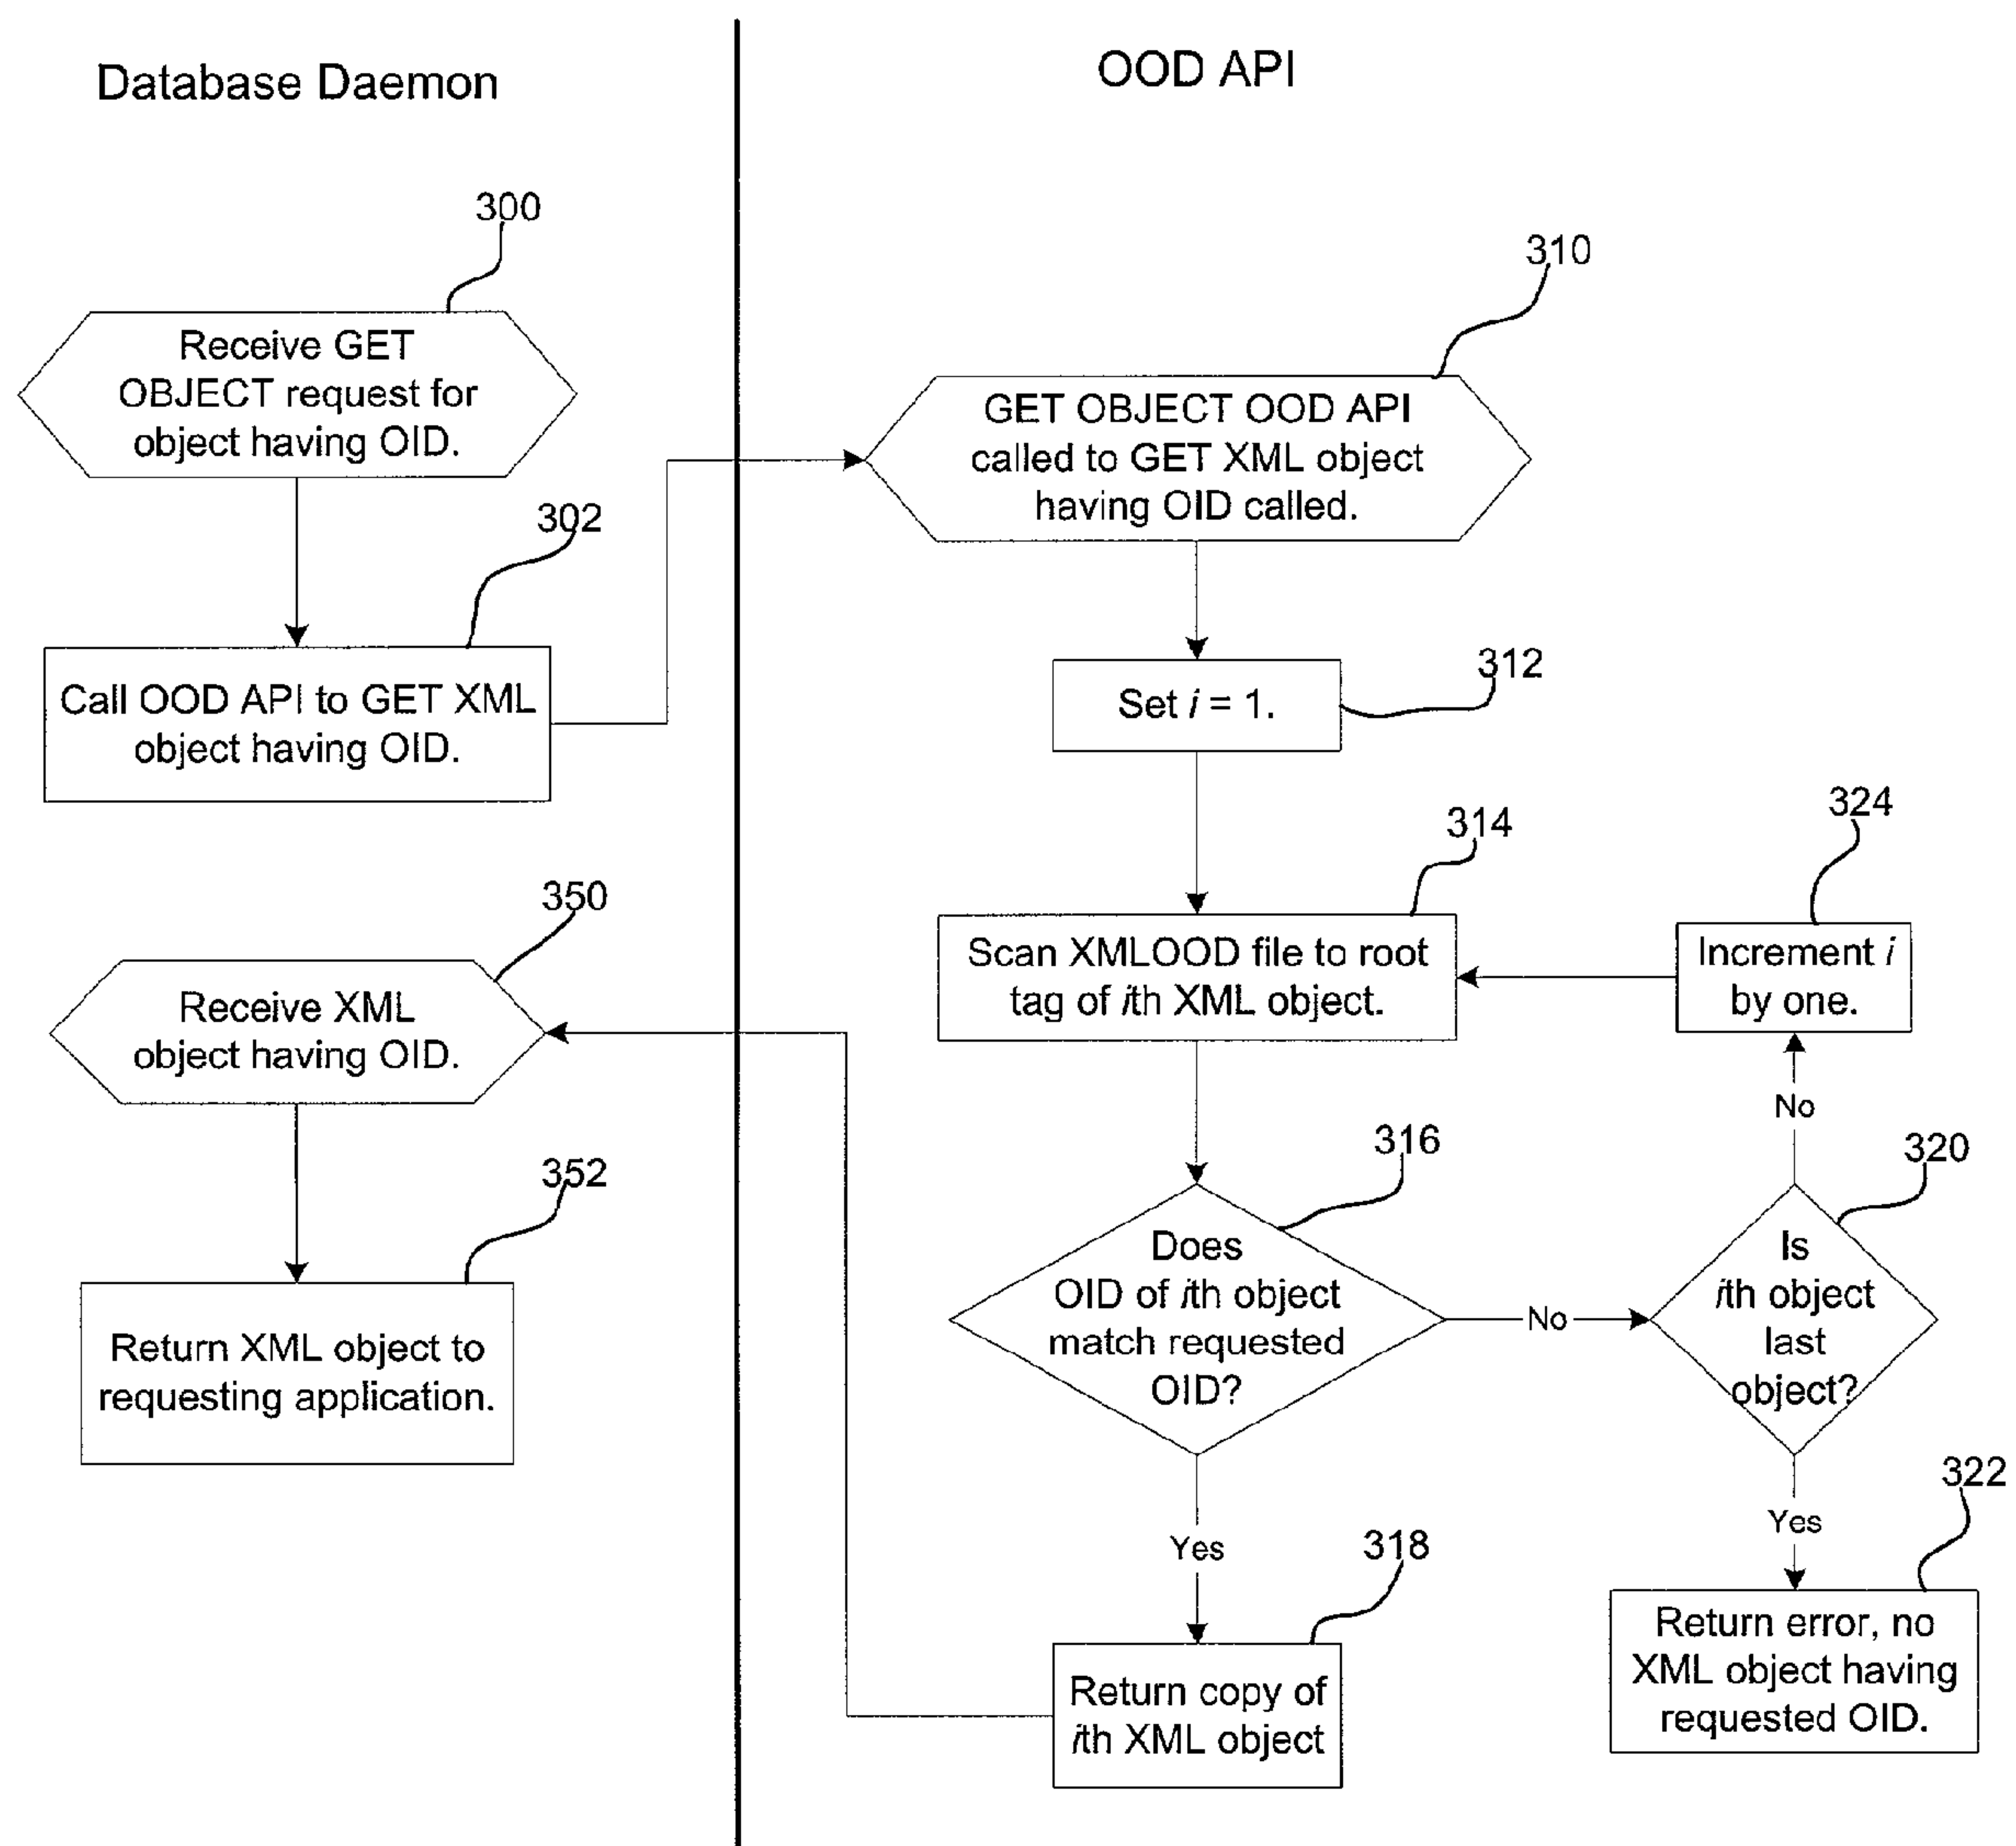 Database Daemon
300
Receive GET
OBJECT request for
object having OID.
302
Call OOD API to GET XML
object having OID.
350
Receive XML
object having OID.
352
Return XML object to
requesting application.
OOD API
310
GET OBJECT OOD API
called to GET XML object
having OID called.
312
Set i = 1.
314
Scan XMLOOD file to root
tag of ith XML object.
324
Increment i
by one.
No
316
Does
OID of ith object
match requested
OID?
No
320
Is
ith object
last
object?
Yes
318
Return copy of
ith XML object
Yes
322
Return error, no
XML object having
requested OID.